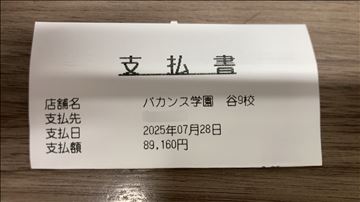 支払書
店舗名 バカンス学園 谷9校
支払先
支払日 2025年07月28日
支払額 89,160円